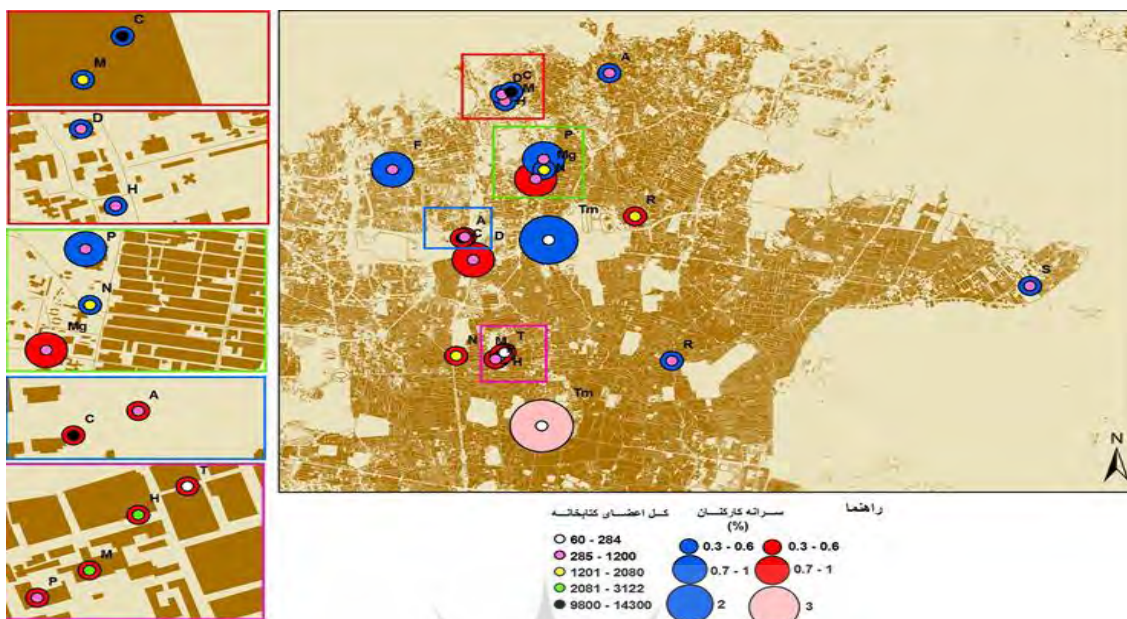 C
M
D
H
P
N
Mg
A
C
T
H
M
P
A
C
D
M
H
P
Mg
N
F
R
Tm
A
C
D
S
N
M
T
H
R
Tm
N
راهنما
سرانه کارکنان
(%)
کل اعضای کتابخانه
60 - 284
285 - 1200
1201 - 2080
2081 - 3122
9800 - 14300
0.3 - 0.6
0.7 - 1
2
0.3 - 0.6
0.7 - 1
3